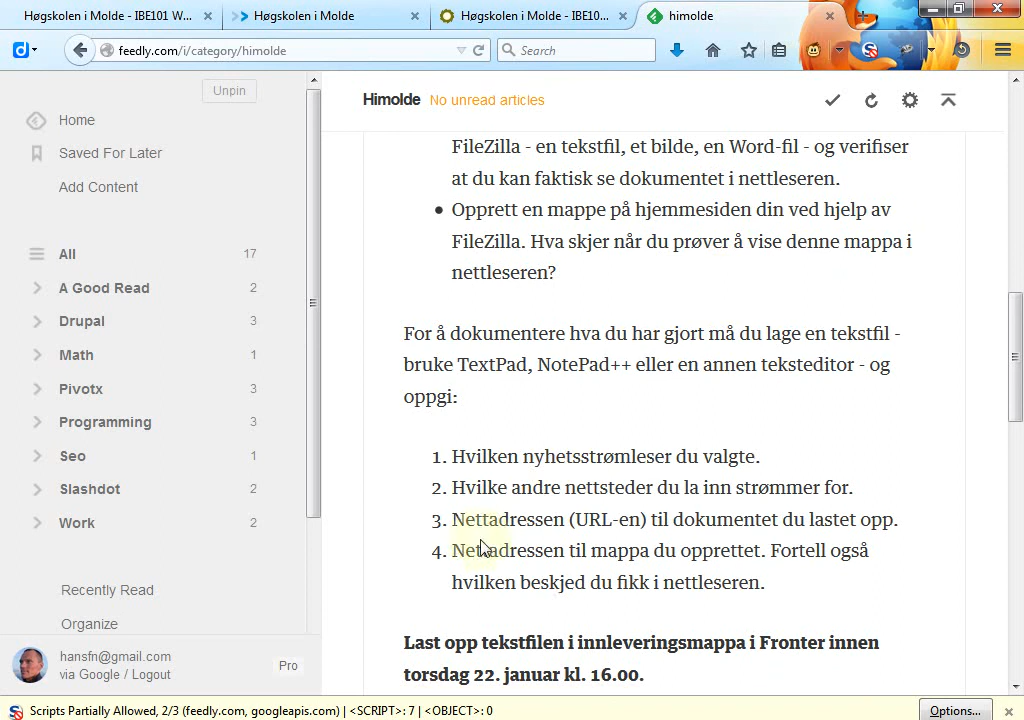 Høgskolen i Molde - IBE101 W...
Høgskolen i Molde
Høgskolen i Molde - IBE10...
himolde
feedly.com/i/category/himolde
Search
Unpin
Home
Saved For Later
Add Content
All 17
A Good Read 2
Drupal 3
Math 1
Pivotx 3
Programming 3
Seo 1
Slashdot 2
Work 2
Recently Read
Organize
hansfn@gmail.com
via Google / Logout
Pro
Himolde No unread articles
FileZilla - en tekstfil, et bilde, en Word-fil - og verifiser
at du kan faktisk se dokumentet i nettleseren.
• Opprett en mappe på hjemmesiden din ved hjelp av
FileZilla. Hva skjer når du prøver å vise denne mappa i
nettleseren?
For å dokumentere hva du har gjort må du lage en tekstfil -
bruke TextPad, NotePad++ eller en annen teksteditor - og
oppgi:
1. Hvilken nyhetsstrømleser du valgte.
2. Hvilke andre nettsteder du la inn strømmer for.
3. Nettadressen (URL-en) til dokumentet du lastet opp.
4. Nettadressen til mappa du opprettet. Fortell også
hvilken beskjed du fikk i nettleseren.
Last opp tekstfilen i innleveringsmappa i Fronter innen
torsdag 22. januar kl. 16.00.
Scripts Partially Allowed, 2/3 (feedly.com, googleapis.com) | <SCRIPT>: 7 | <OBJECT>: 0
Options...